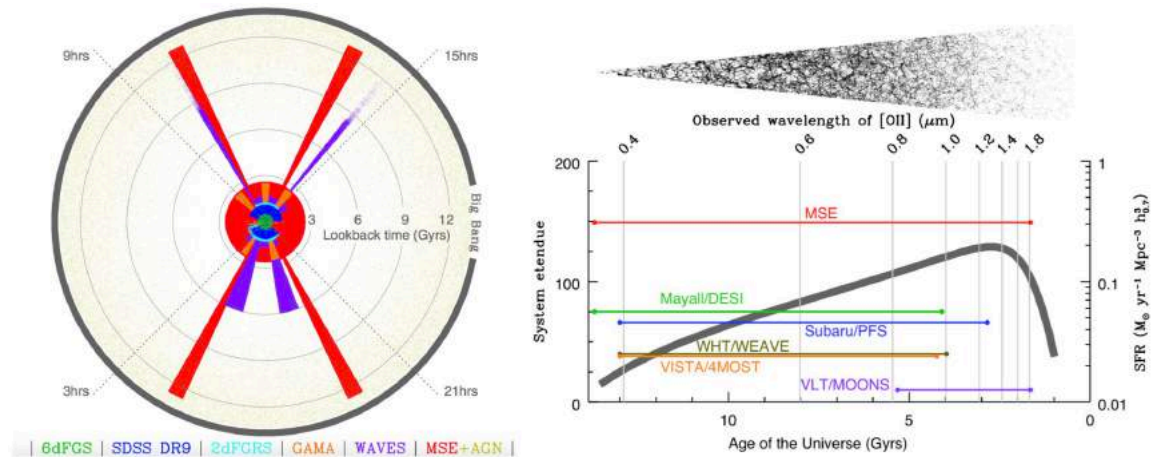 9hrs
15hrs
3
6
9
12
Lookback time (Gyrs)
Big Bang
3hrs
21hrs
| 6dFGS | SDSS DR9 | 2dFGRS | GAMA | WAVES | MSE+AGN |
Observed wavelength of [OII] (μm)
0.4
0.6
0.8
1.0
1.2
1.4
1.8
200
100
0
System etendue
MSE
Mayall/DESI
Subaru/PFS
WHT/WEAVE
VISTA/4MOST
VLT/MOONS
1
0.1
0.01
SFR (M⊙ yr⁻¹ Mpc⁻³ h³₀.₇)
10
5
0
Age of the Universe (Gyrs)